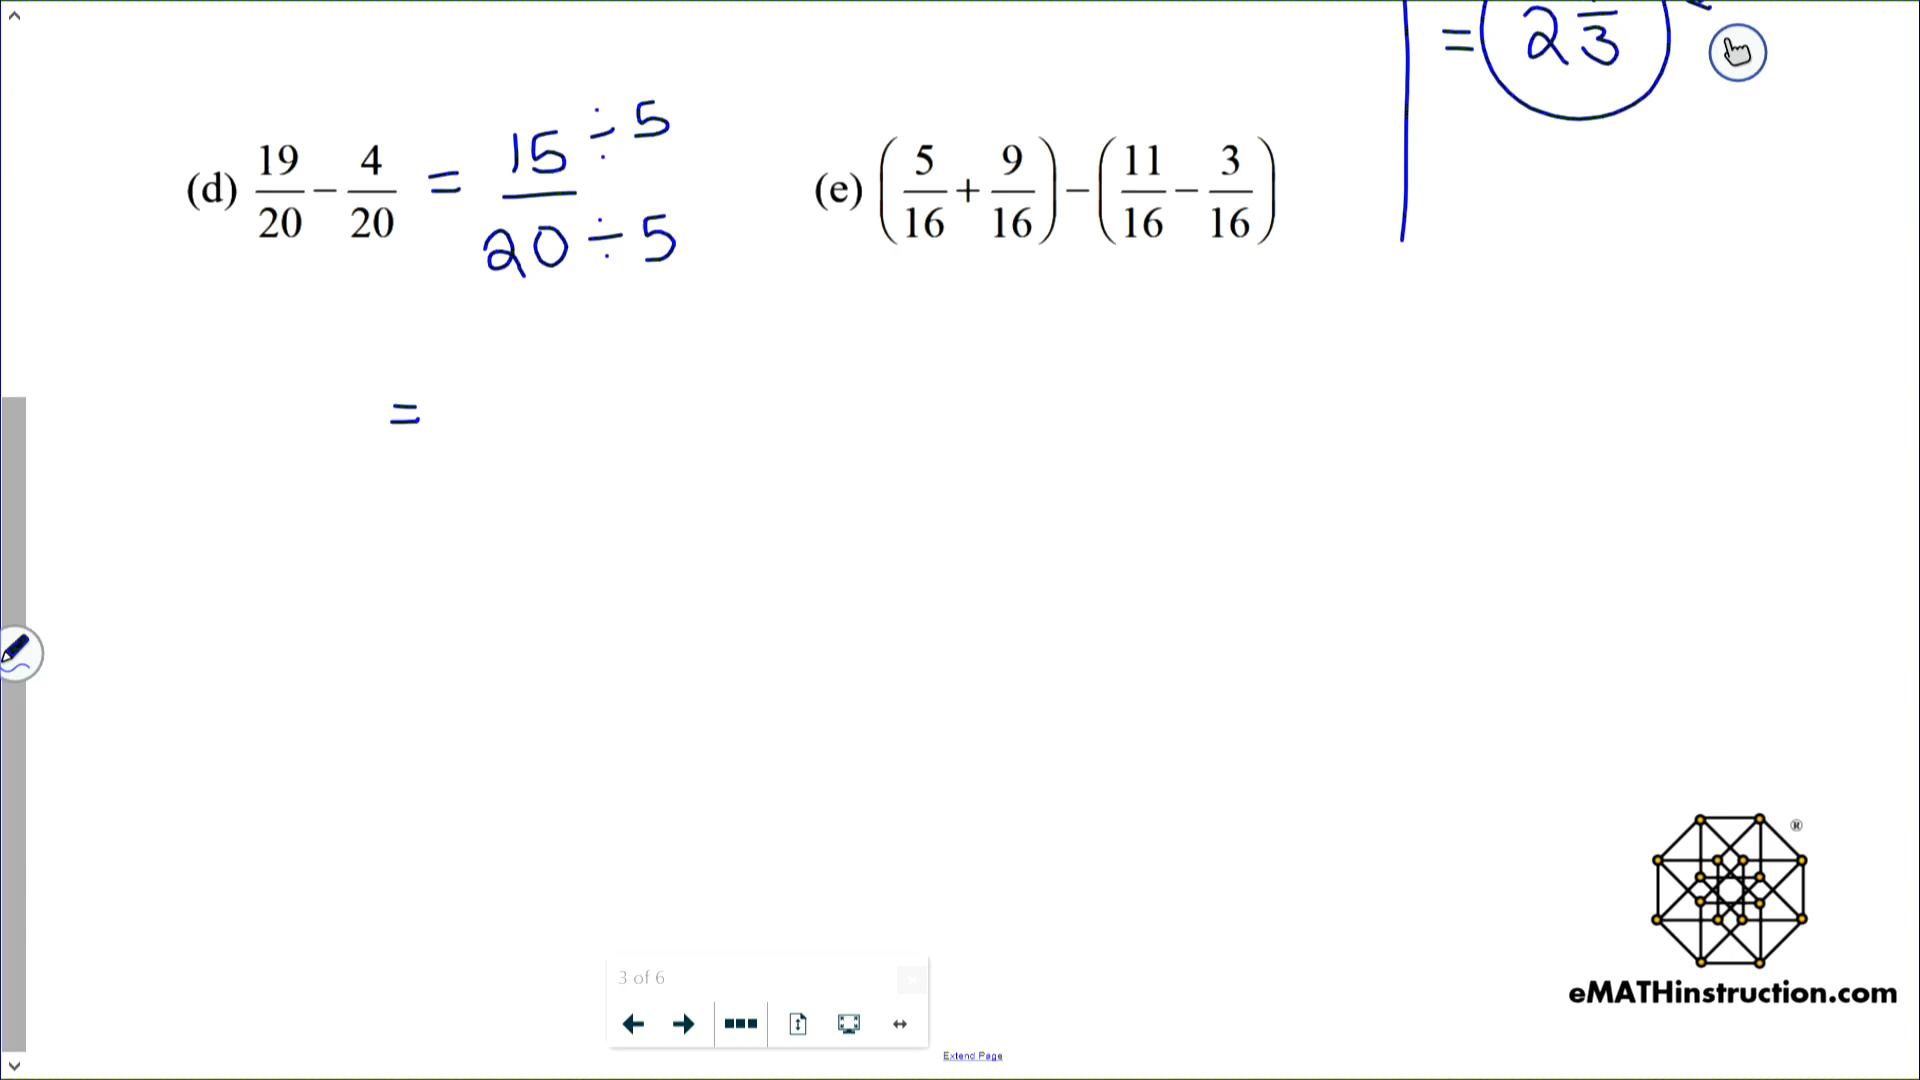 = 2 —/3
(d) 19/20 − 4/20 = 15 ÷ 5 / 20 ÷ 5
(e) (5/16 + 9/16) − (11/16 − 3/16)
=
®
eMATHinstruction.com
3 of 6
Extend Page